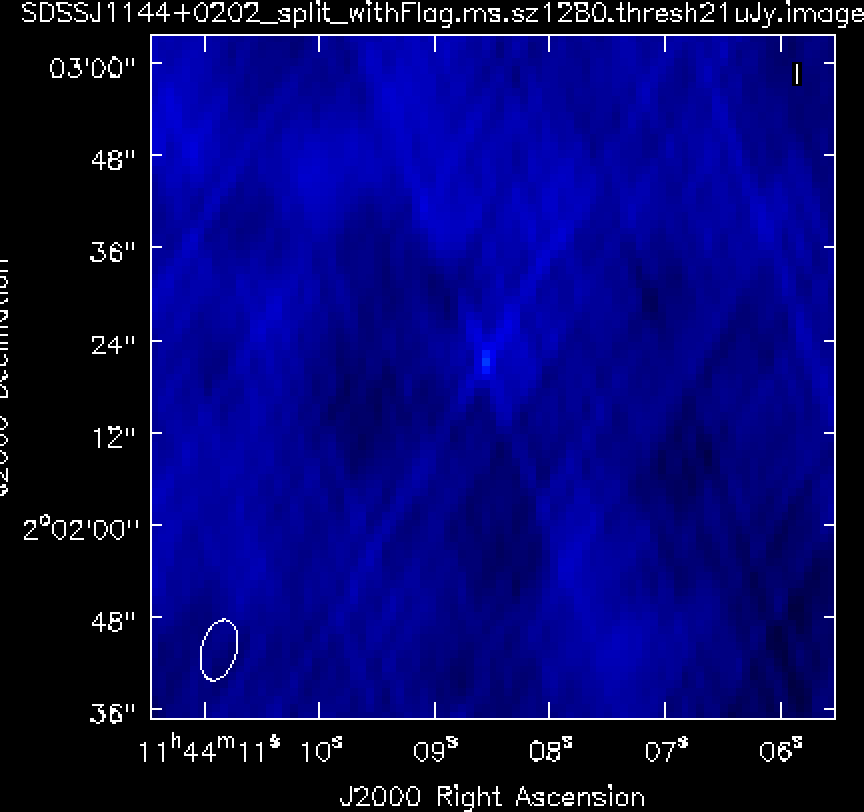 SDSSJ1144+0202_split_withFlag.ms.sz1280.thresh21uJy.image
03'00"
I
48"
36"
24"
12"
2°02'00"
48"
36"
11ʰ44ᵐ11ˢ 10ˢ 09ˢ 08ˢ 07ˢ 06ˢ
J2000 Right Ascension